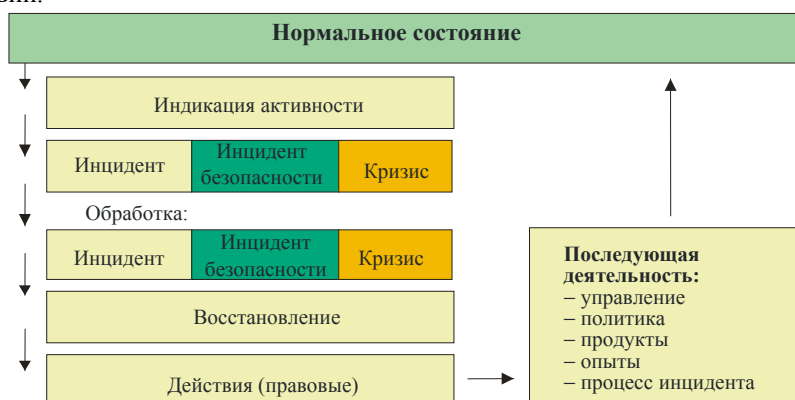 Нормальное состояние
Индикация активности
Инцидент
Инцидент
безопасности
Кризис
Обработка:
Инцидент
Инцидент
безопасности
Кризис
Восстановление
Действия (правовые)
Последующая
деятельность:
– управление
– политика
– продукты
– опыты
– процесс инцидента